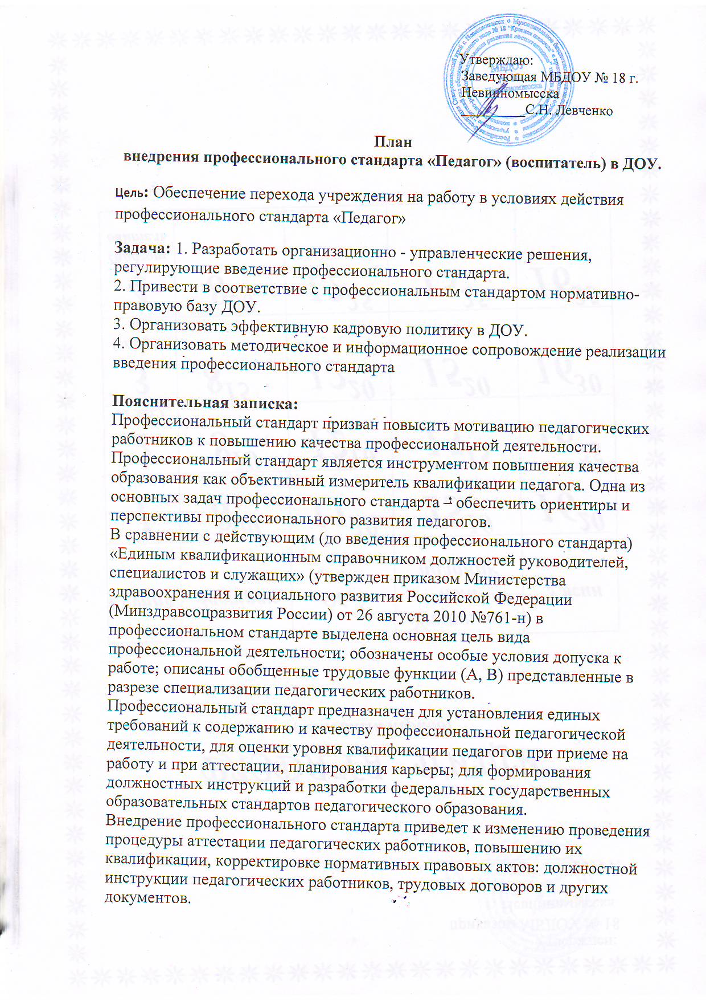 Утверждаю:
Заведующая МБДОУ № 18 г.
Невинномысска
__________С.Н. Левченко
План
внедрения профессионального стандарта «Педагог» (воспитатель) в ДОУ.
Цель: Обеспечение перехода учреждения на работу в условиях действия
профессионального стандарта «Педагог»
Задача: 1. Разработать организационно - управленческие решения,
регулирующие введение профессионального стандарта.
2. Привести в соответствие с профессиональным стандартом нормативно-
правовую базу ДОУ.
3. Организовать эффективную кадровую политику в ДОУ.
4. Организовать методическое и информационное сопровождение реализации
введения профессионального стандарта
Пояснительная записка:
Профессиональный стандарт призван повысить мотивацию педагогических
работников к повышению качества профессиональной деятельности.
Профессиональный стандарт является инструментом повышения качества
образования как объективный измеритель квалификации педагога. Одна из
основных задач профессионального стандарта – обеспечить ориентиры и
перспективы профессионального развития педагогов.
В сравнении с действующим (до введения профессионального стандарта)
«Единым квалификационным справочником должностей руководителей,
специалистов и служащих» (утвержден приказом Министерства
здравоохранения и социального развития Российской Федерации
(Минздравсоцразвития России) от 26 августа 2010 №761-н) в
профессиональном стандарте выделена основная цель вида
профессиональной деятельности; обозначены особые условия допуска к
работе; описаны обобщенные трудовые функции (А, В) представленные в
разрезе специализации педагогических работников.
Профессиональный стандарт предназначен для установления единых
требований к содержанию и качеству профессиональной педагогической
деятельности, для оценки уровня квалификации педагогов при приеме на
работу и при аттестации, планирования карьеры; для формирования
должностных инструкций и разработки федеральных государственных
образовательных стандартов педагогического образования.
Внедрение профессионального стандарта приведет к изменению проведения
процедуры аттестации педагогических работников, повышению их
квалификации, корректировке нормативных правовых актов: должностной
инструкции педагогических работников, трудовых договоров и других
документов.